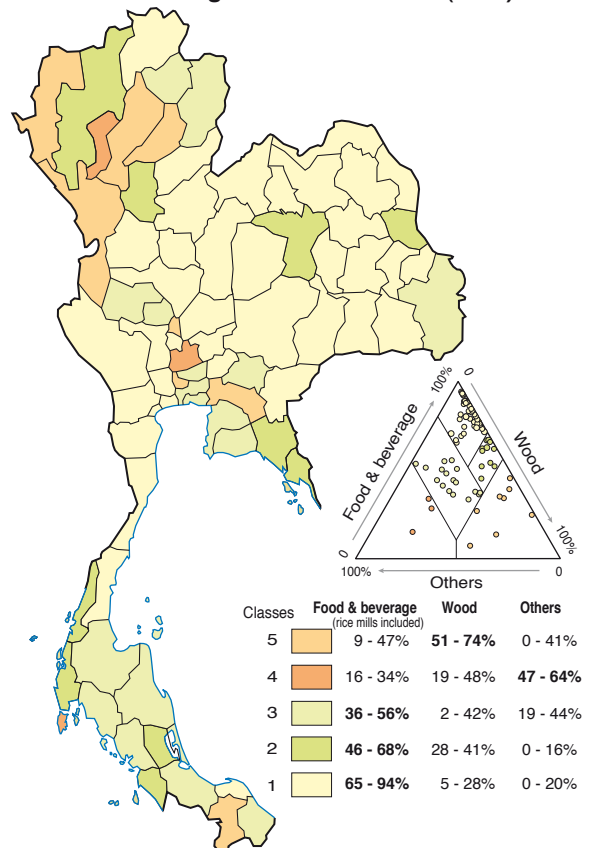 100%
0
Food & beverage
Wood
0
100%
100%
0
Others
Classes
Food & beverage
Wood
Others
(rice mills included)
5 9 - 47% 51 - 74% 0 - 41%
4 16 - 34% 19 - 48% 47 - 64%
3 36 - 56% 2 - 42% 19 - 44%
2 46 - 68% 28 - 41% 0 - 16%
1 65 - 94% 5 - 28% 0 - 20%